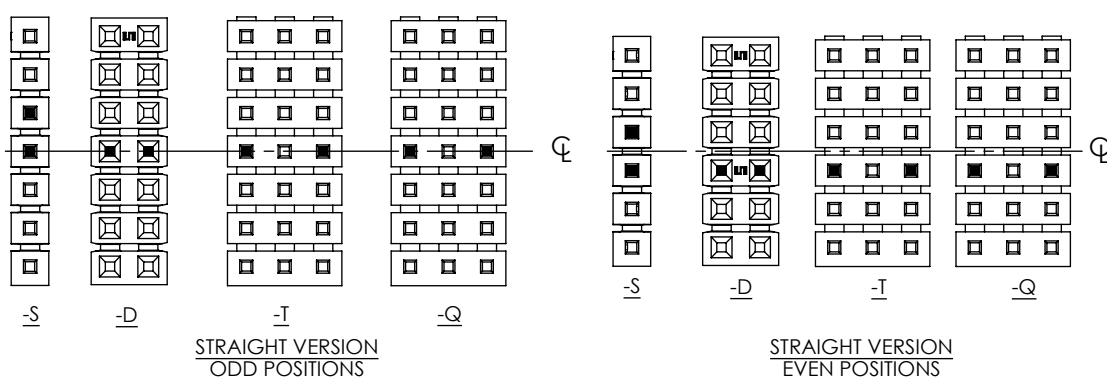 -S -D -T -Q
STRAIGHT VERSION
ODD POSITIONS
℄
-S -D -T -Q
STRAIGHT VERSION
EVEN POSITIONS
℄